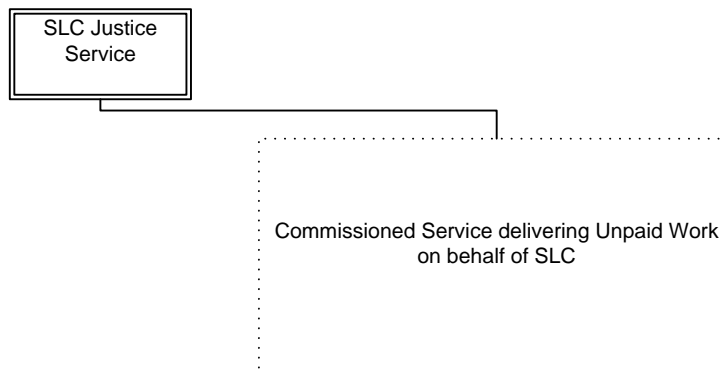 SLC Justice
Service
Commissioned Service delivering Unpaid Work
on behalf of SLC